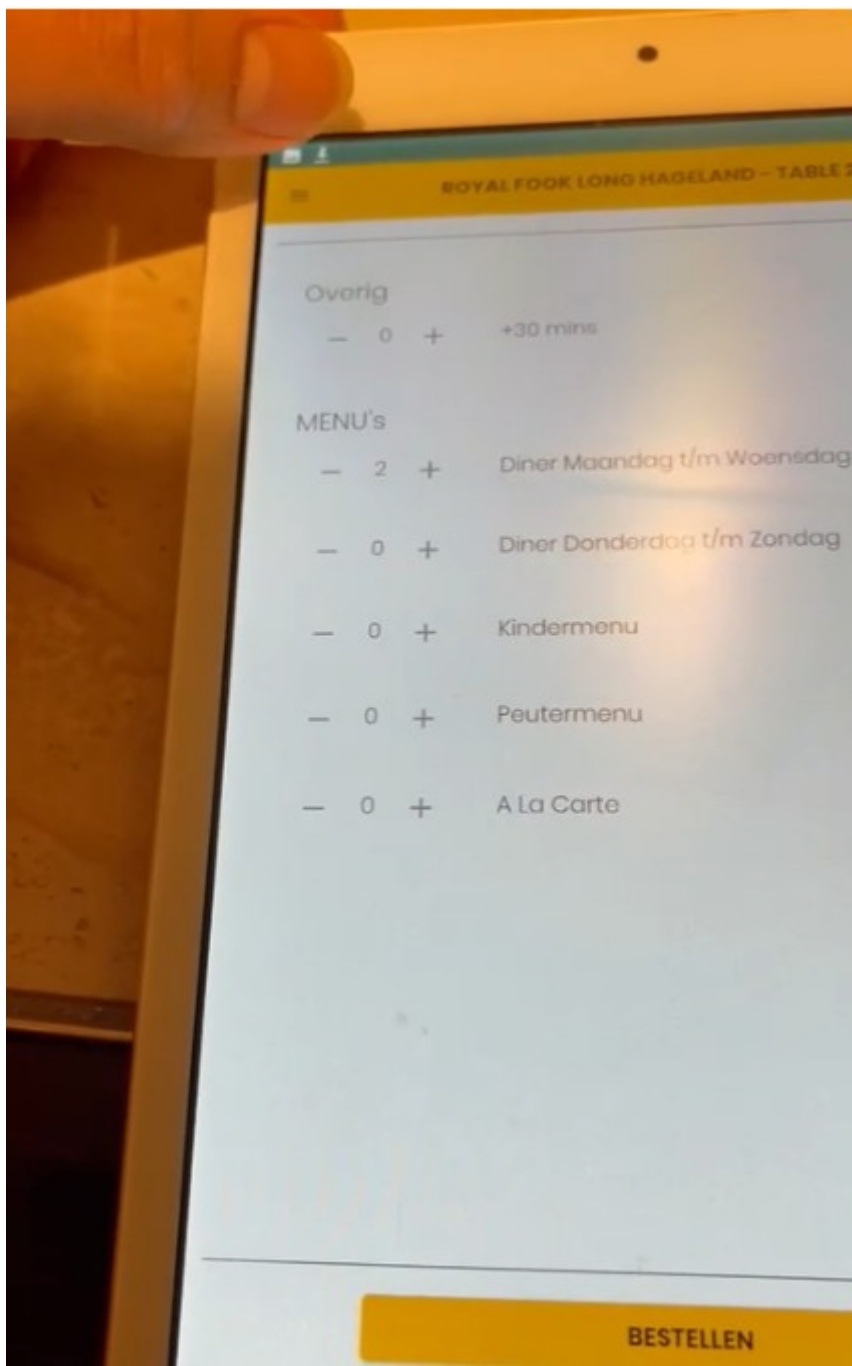 ROYAL FOOK LONG HAGELAND - TABLE 2
Overig
— 0 + +30 mins
MENU's
— 2 + Diner Maandag t/m Woensdag
— 0 + Diner Donderdag t/m Zondag
— 0 + Kindermenu
— 0 + Peutermenu
— 0 + A La Carte
BESTELLEN